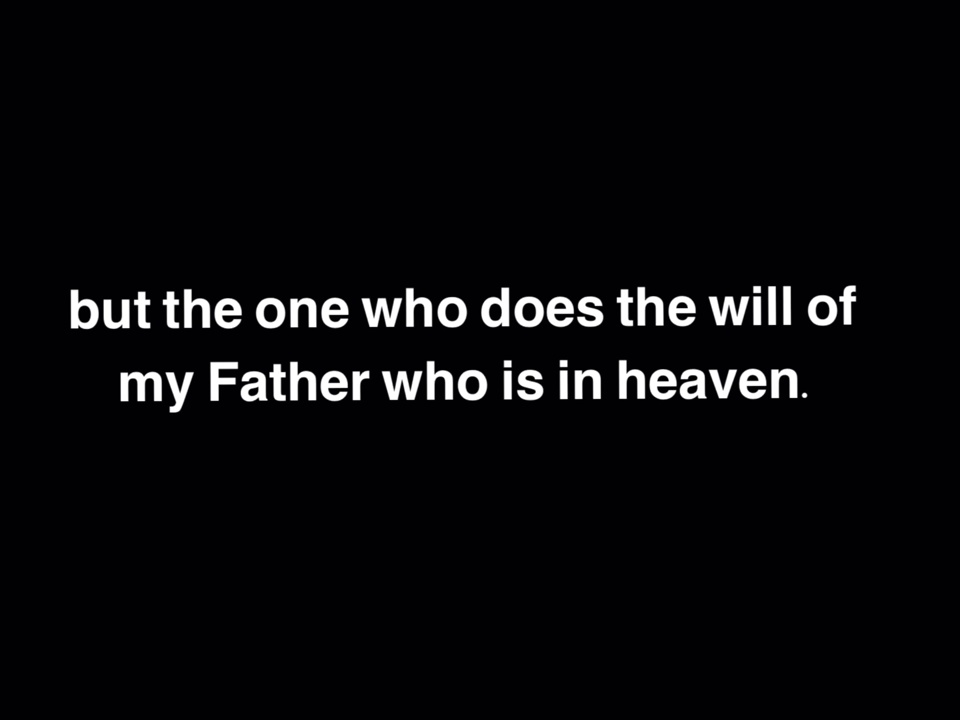 but the one who does the will of
my Father who is in heaven.